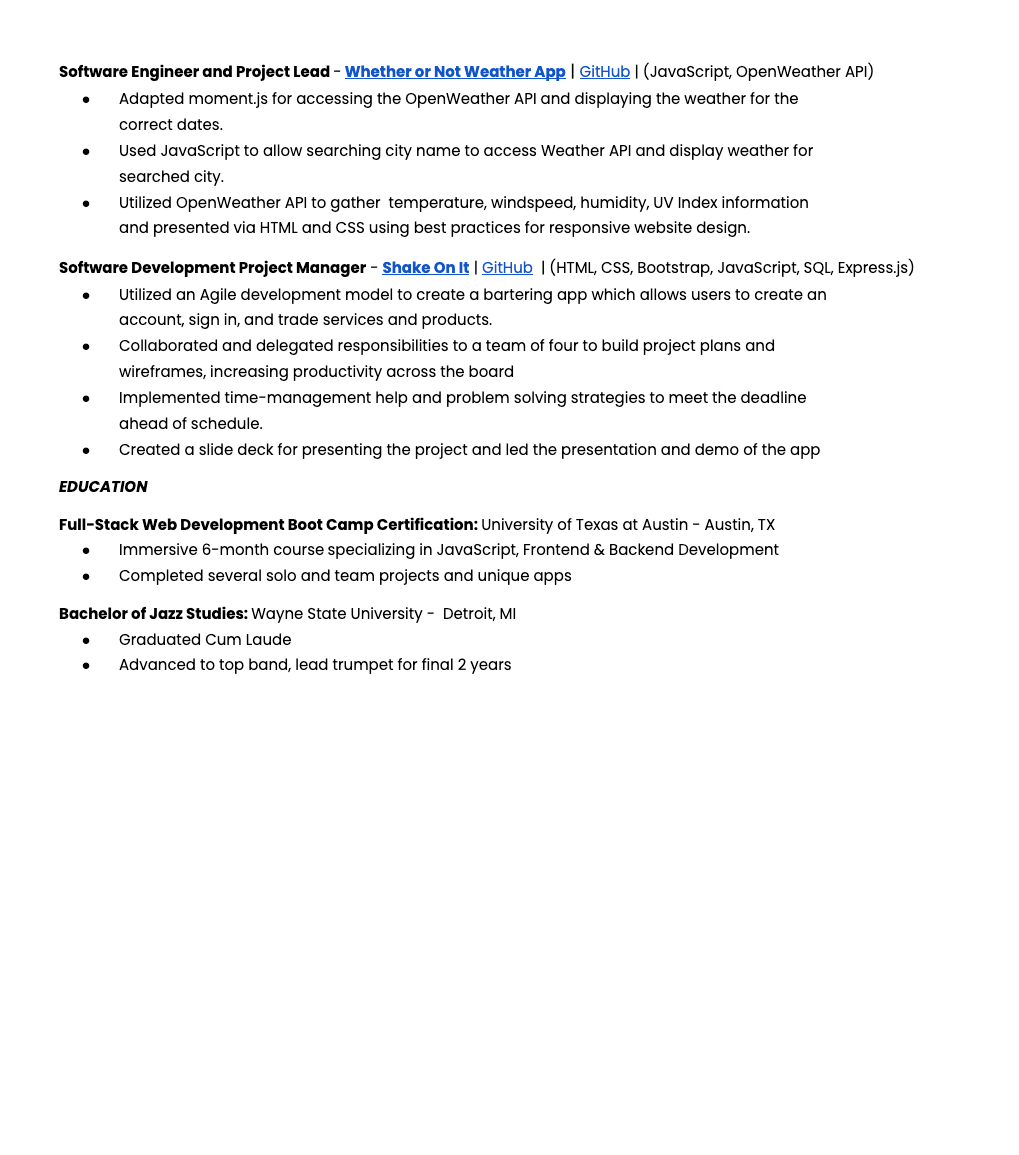 Software Engineer and Project Lead - Whether or Not Weather App | GitHub | (JavaScript, OpenWeather API)
● Adapted moment.js for accessing the OpenWeather API and displaying the weather for the
correct dates.
● Used JavaScript to allow searching city name to access Weather API and display weather for
searched city.
● Utilized OpenWeather API to gather  temperature, windspeed, humidity, UV Index information
and presented via HTML and CSS using best practices for responsive website design.
Software Development Project Manager - Shake On It | GitHub  | (HTML, CSS, Bootstrap, JavaScript, SQL, Express.js)
● Utilized an Agile development model to create a bartering app which allows users to create an
account, sign in, and trade services and products.
● Collaborated and delegated responsibilities to a team of four to build project plans and
wireframes, increasing productivity across the board
● Implemented time-management help and problem solving strategies to meet the deadline
ahead of schedule.
● Created a slide deck for presenting the project and led the presentation and demo of the app
EDUCATION
Full-Stack Web Development Boot Camp Certification: University of Texas at Austin - Austin, TX
● Immersive 6-month course specializing in JavaScript, Frontend & Backend Development
● Completed several solo and team projects and unique apps
Bachelor of Jazz Studies: Wayne State University -  Detroit, MI
● Graduated Cum Laude
● Advanced to top band, lead trumpet for final 2 years